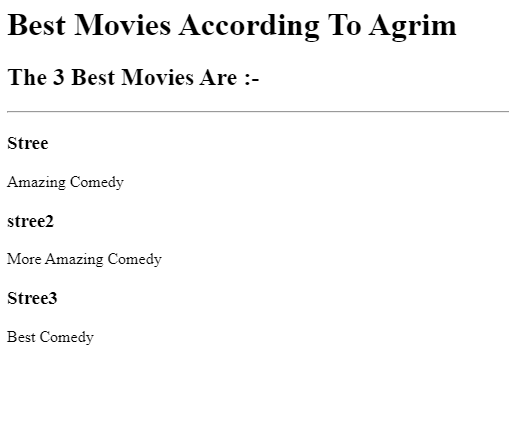 Best Movies According To Agrim
The 3 Best Movies Are :-
Stree
Amazing Comedy
stree2
More Amazing Comedy
Stree3
Best Comedy